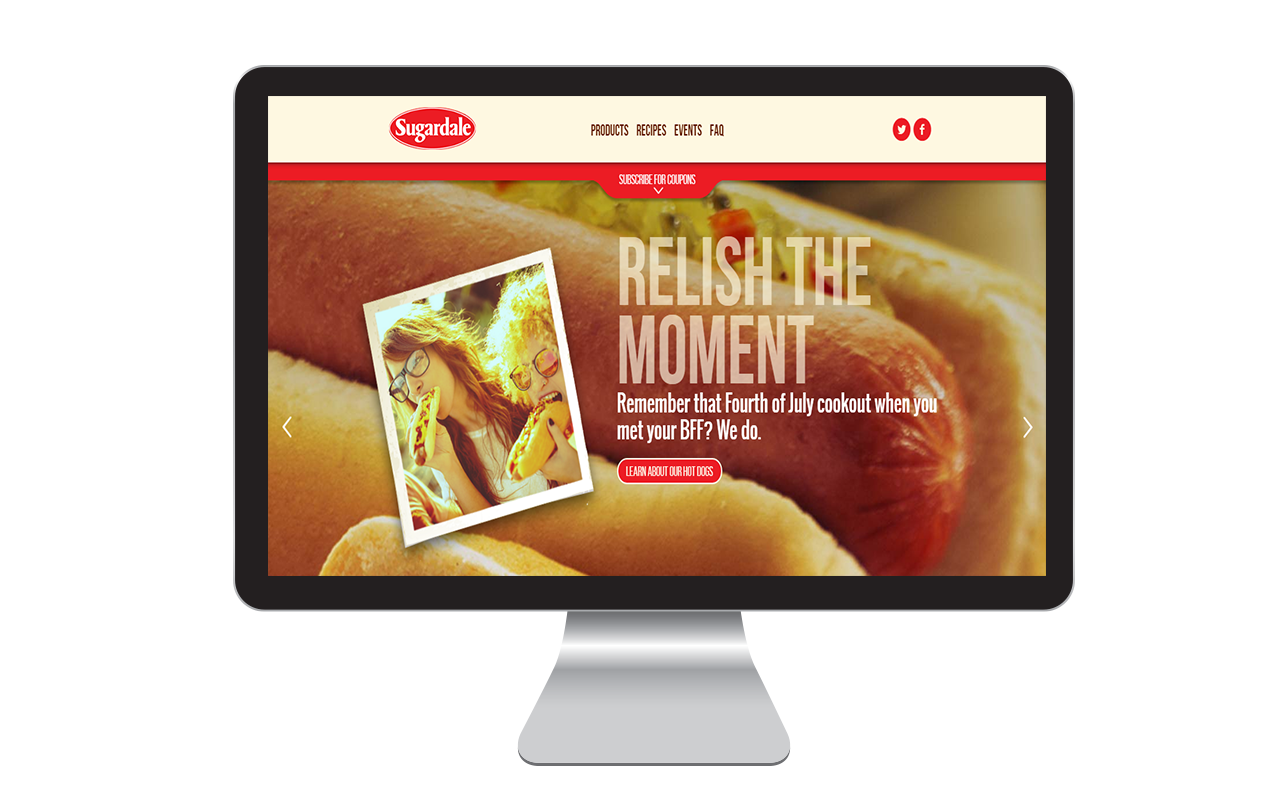 Sugardale
PRODUCTS RECIPES EVENTS FAQ
SUBSCRIBE FOR COUPONS
RELISH THE
MOMENT
Remember that Fourth of July cookout when you
met your BFF? We do.
LEARN ABOUT OUR HOT DOGS